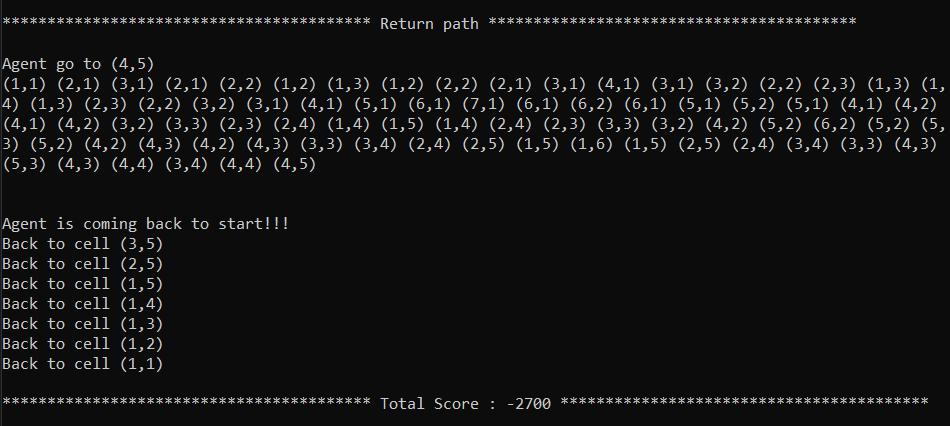 ***************************************** Return path *****************************************
Agent go to (4,5)
(1,1) (2,1) (3,1) (2,1) (2,2) (1,2) (1,3) (1,2) (2,2) (2,1) (3,1) (4,1) (3,1) (3,2) (2,2) (2,3) (1,3) (1,
4) (1,3) (2,3) (2,2) (3,2) (3,1) (4,1) (5,1) (6,1) (7,1) (6,1) (6,2) (6,1) (5,1) (5,2) (5,1) (4,1) (4,2)
(4,1) (4,2) (3,2) (3,3) (2,3) (2,4) (1,4) (1,5) (1,4) (2,4) (2,3) (3,3) (3,2) (4,2) (5,2) (6,2) (5,2) (5,
3) (5,2) (4,2) (4,3) (4,2) (4,3) (3,3) (3,4) (2,4) (2,5) (1,5) (1,6) (1,5) (2,5) (2,4) (3,4) (3,3) (4,3)
(5,3) (4,3) (4,4) (3,4) (4,4) (4,5)
Agent is coming back to start!!!
Back to cell (3,5)
Back to cell (2,5)
Back to cell (1,5)
Back to cell (1,4)
Back to cell (1,3)
Back to cell (1,2)
Back to cell (1,1)
***************************************** Total Score : -2700 *****************************************